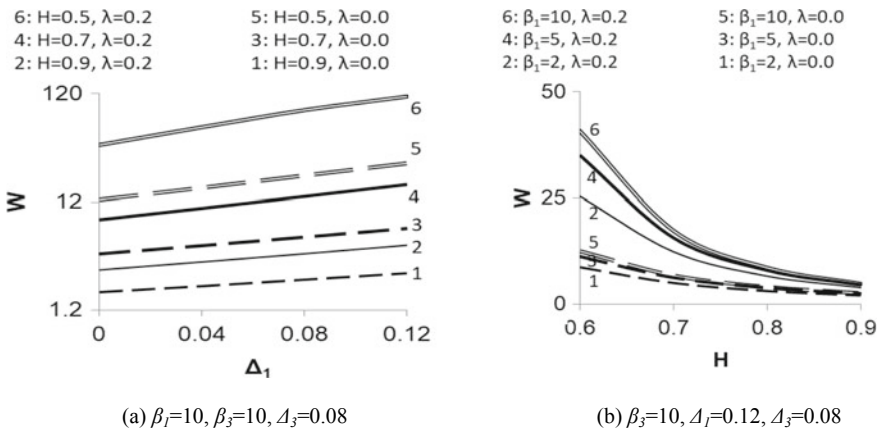 6: H=0.5, λ=0.2 5: H=0.5, λ=0.0
4: H=0.7, λ=0.2 3: H=0.7, λ=0.0
2: H=0.9, λ=0.2 1: H=0.9, λ=0.0
120
12
1.2
W
6
5
4
3
2
1
0 0.04 0.08 0.12
Δ₁
(a) β₁=10, β₃=10, Δ₃=0.08
6: β₁=10, λ=0.2 5: β₁=10, λ=0.0
4: β₁=5, λ=0.2 3: β₁=5, λ=0.0
2: β₁=2, λ=0.2 1: β₁=2, λ=0.0
50
25
0
W
6
4
2
5
3
1
0.6 0.7 0.8 0.9
H
(b) β₃=10, Δ₁=0.12, Δ₃=0.08